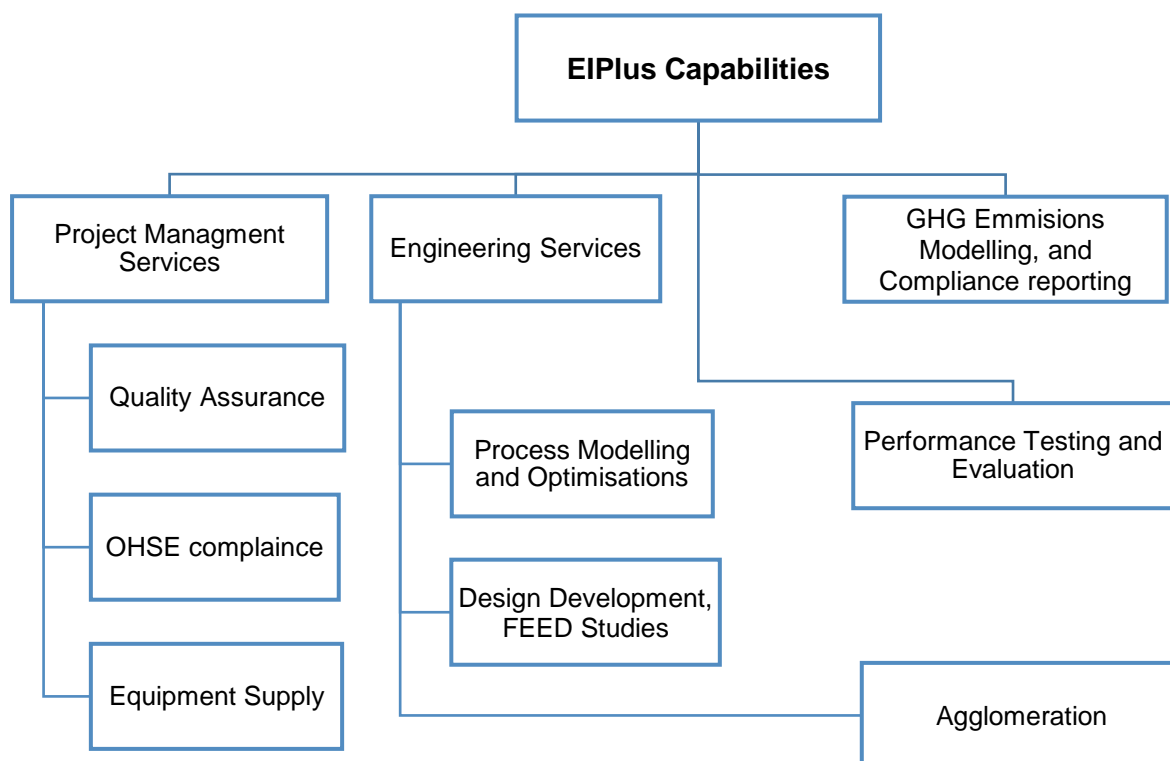 EIPlus Capabilities
Project Managment
Services
Engineering Services
GHG Emmisions
Modelling, and
Compliance reporting
Quality Assurance
Process Modelling
and Optimisations
Performance Testing and
Evaluation
OHSE complaince
Design Development,
FEED Studies
Equipment Supply
Agglomeration